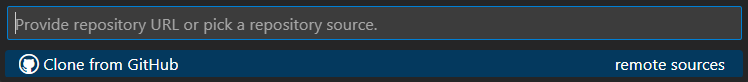 Provide repository URL or pick a repository source.
Clone from GitHub remote sources